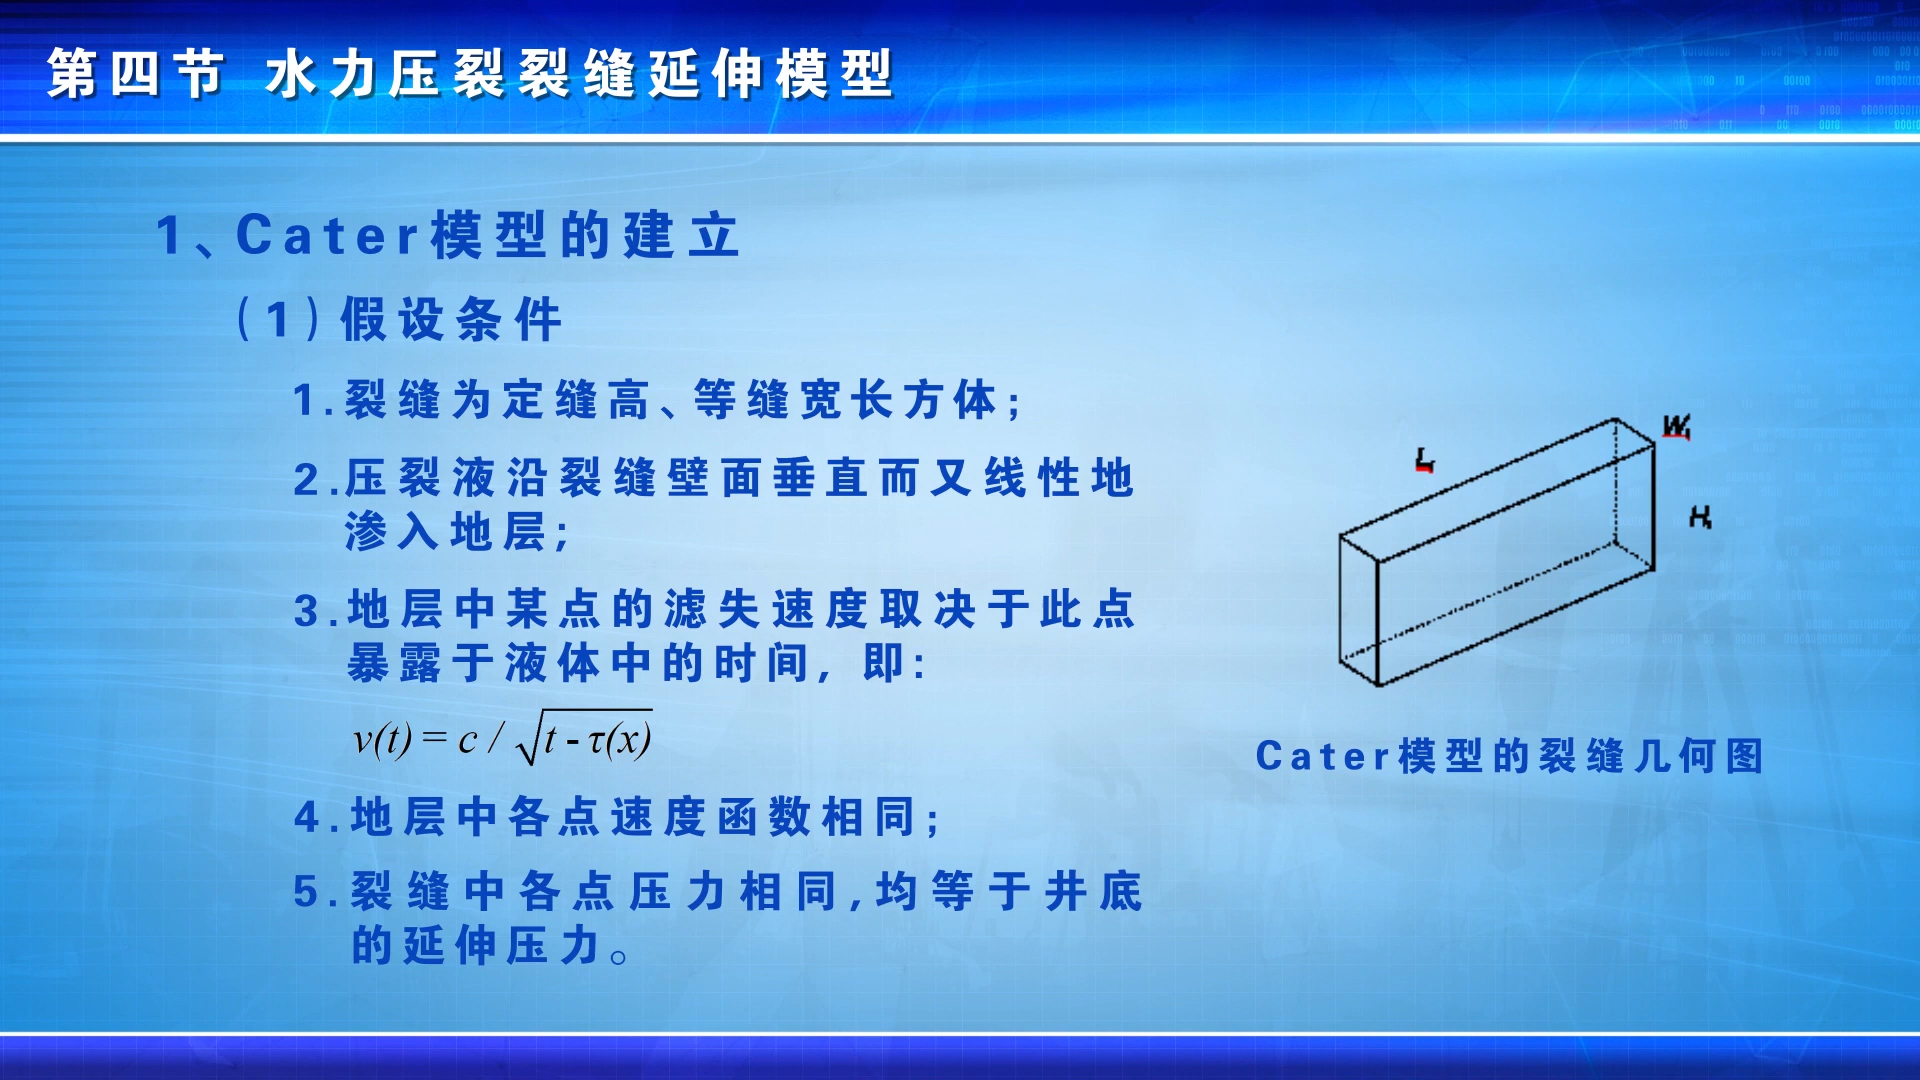 第四节 水力压裂裂缝延伸模型
1、Cater模型的建立
(1)假设条件
1.裂缝为定缝高、等缝宽长方体;
2.压裂液沿裂缝壁面垂直而又线性地
渗入地层;
3.地层中某点的滤失速度取决于此点
暴露于液体中的时间, 即:
v(t) = c / √t - τ(x)
4.地层中各点速度函数相同;
5.裂缝中各点压力相同,均等于井底
的延伸压力。
W
H
Cater模型的裂缝几何图